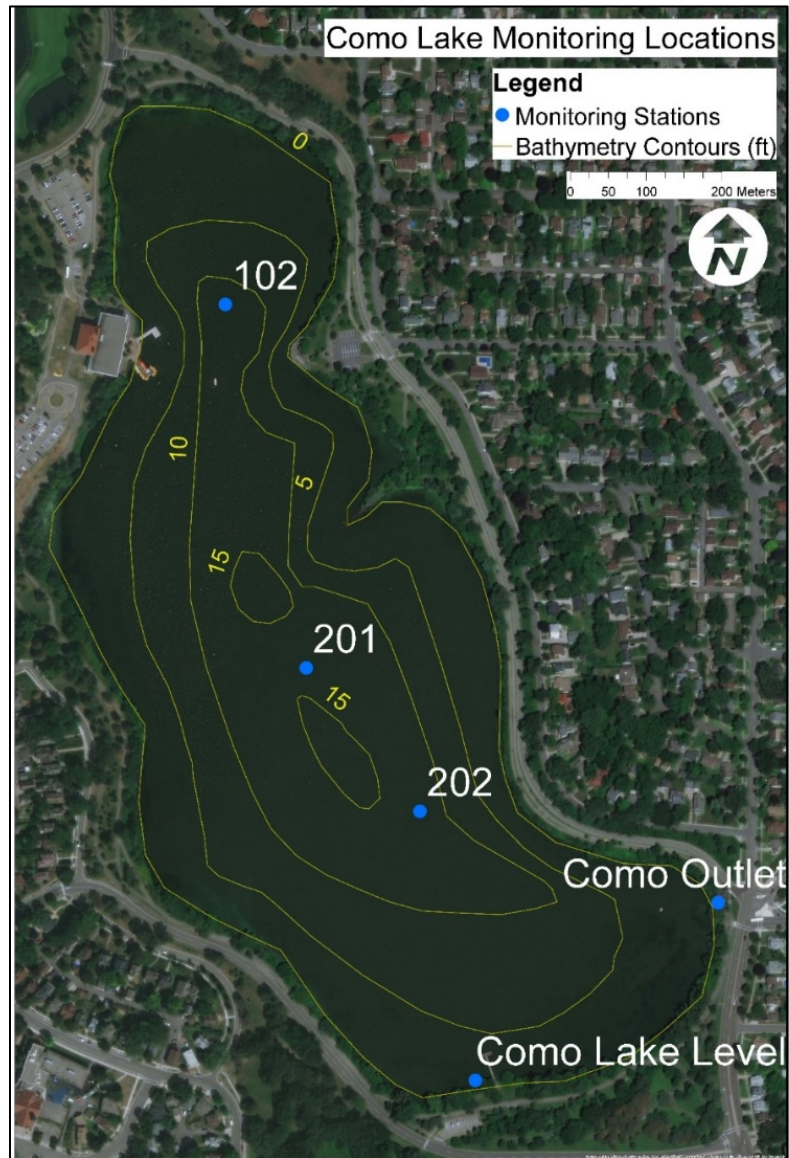 Como Lake Monitoring Locations
Legend
Monitoring Stations
Bathymetry Contours (ft)
0 50 100 200 Meters
N
0
102
10
5
15
201
15
202
Como Outlet
Como Lake Level